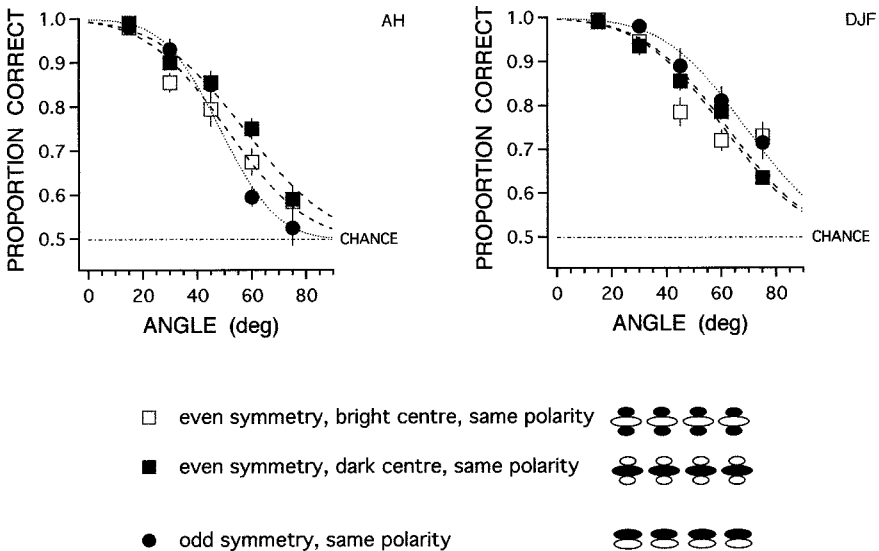 AH
PROPORTION CORRECT
1.0
0.9
0.8
0.7
0.6
0.5
CHANCE
0 20 40 60 80
ANGLE (deg)
DJF
PROPORTION CORRECT
1.0
0.9
0.8
0.7
0.6
0.5
CHANCE
0 20 40 60 80
ANGLE (deg)
even symmetry, bright centre, same polarity
even symmetry, dark centre, same polarity
odd symmetry, same polarity